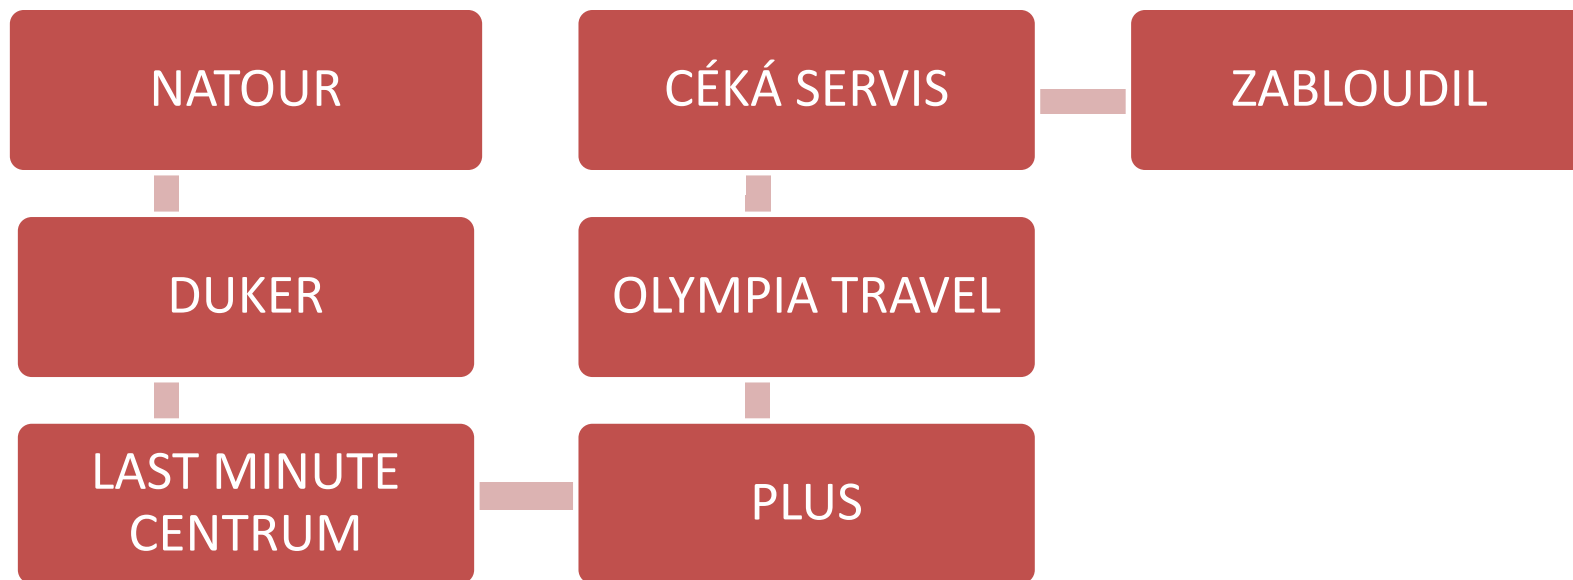 NATOUR
DUKER
LAST MINUTE
CENTRUM
PLUS
OLYMPIA TRAVEL
CÉKÁ SERVIS
ZABLOUDIL